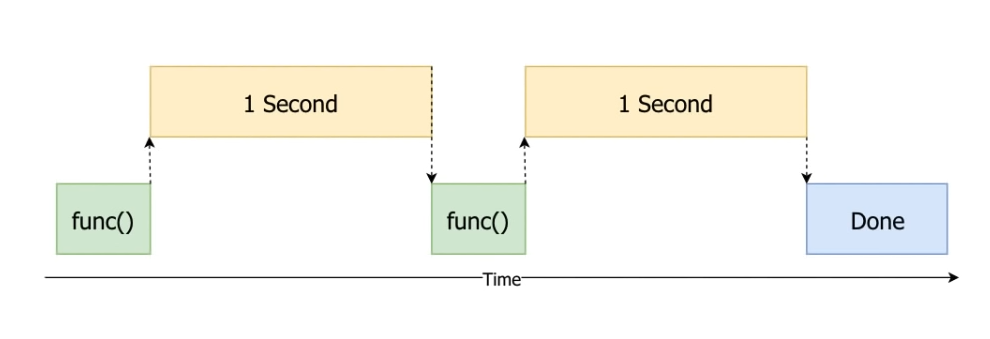 1 Second
1 Second
func()
func()
Done
Time